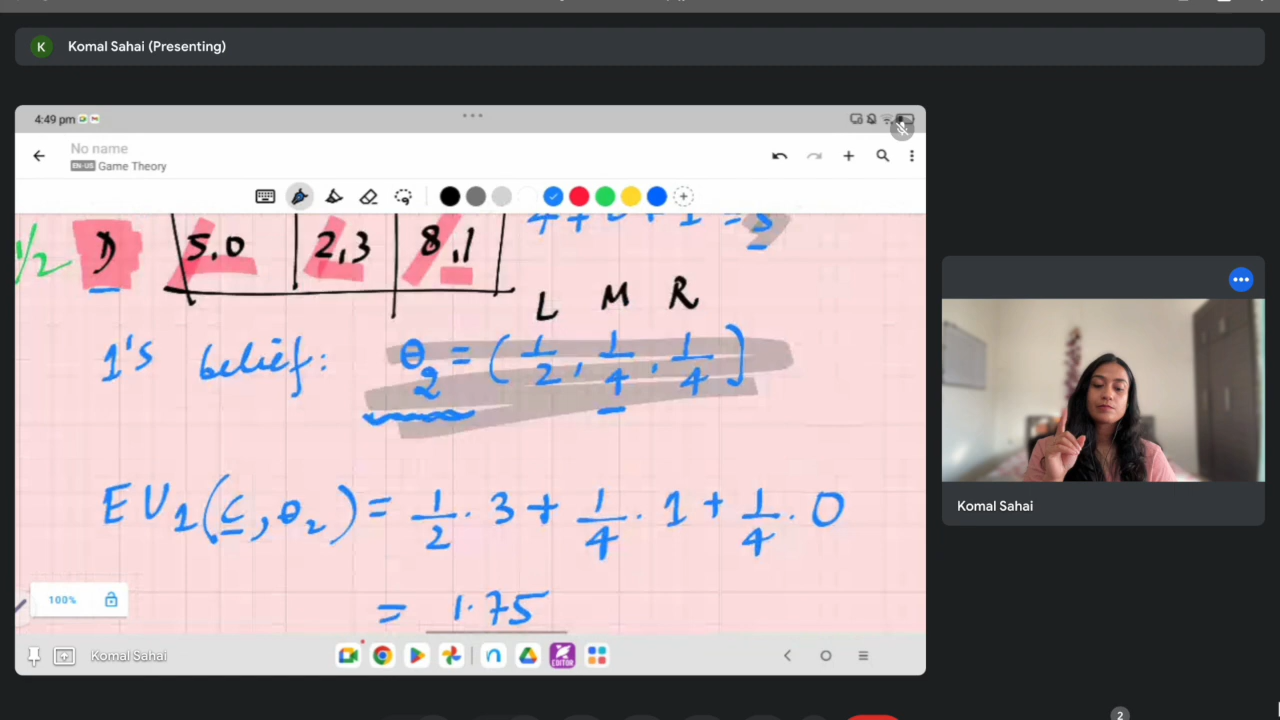 K Komal Sahai (Presenting)
4:49 pm
No name
EN-US Game Theory
1/2 D 5,0 2,3 8,1
L M R
1's belief: θ₂ = (1/2, 1/4, 1/4)
EU₁(C, θ₂) = 1/2 · 3 + 1/4 · 1 + 1/4 · 0
= 1.75
100%
Komal Sahai
EDITOR
Komal Sahai
2